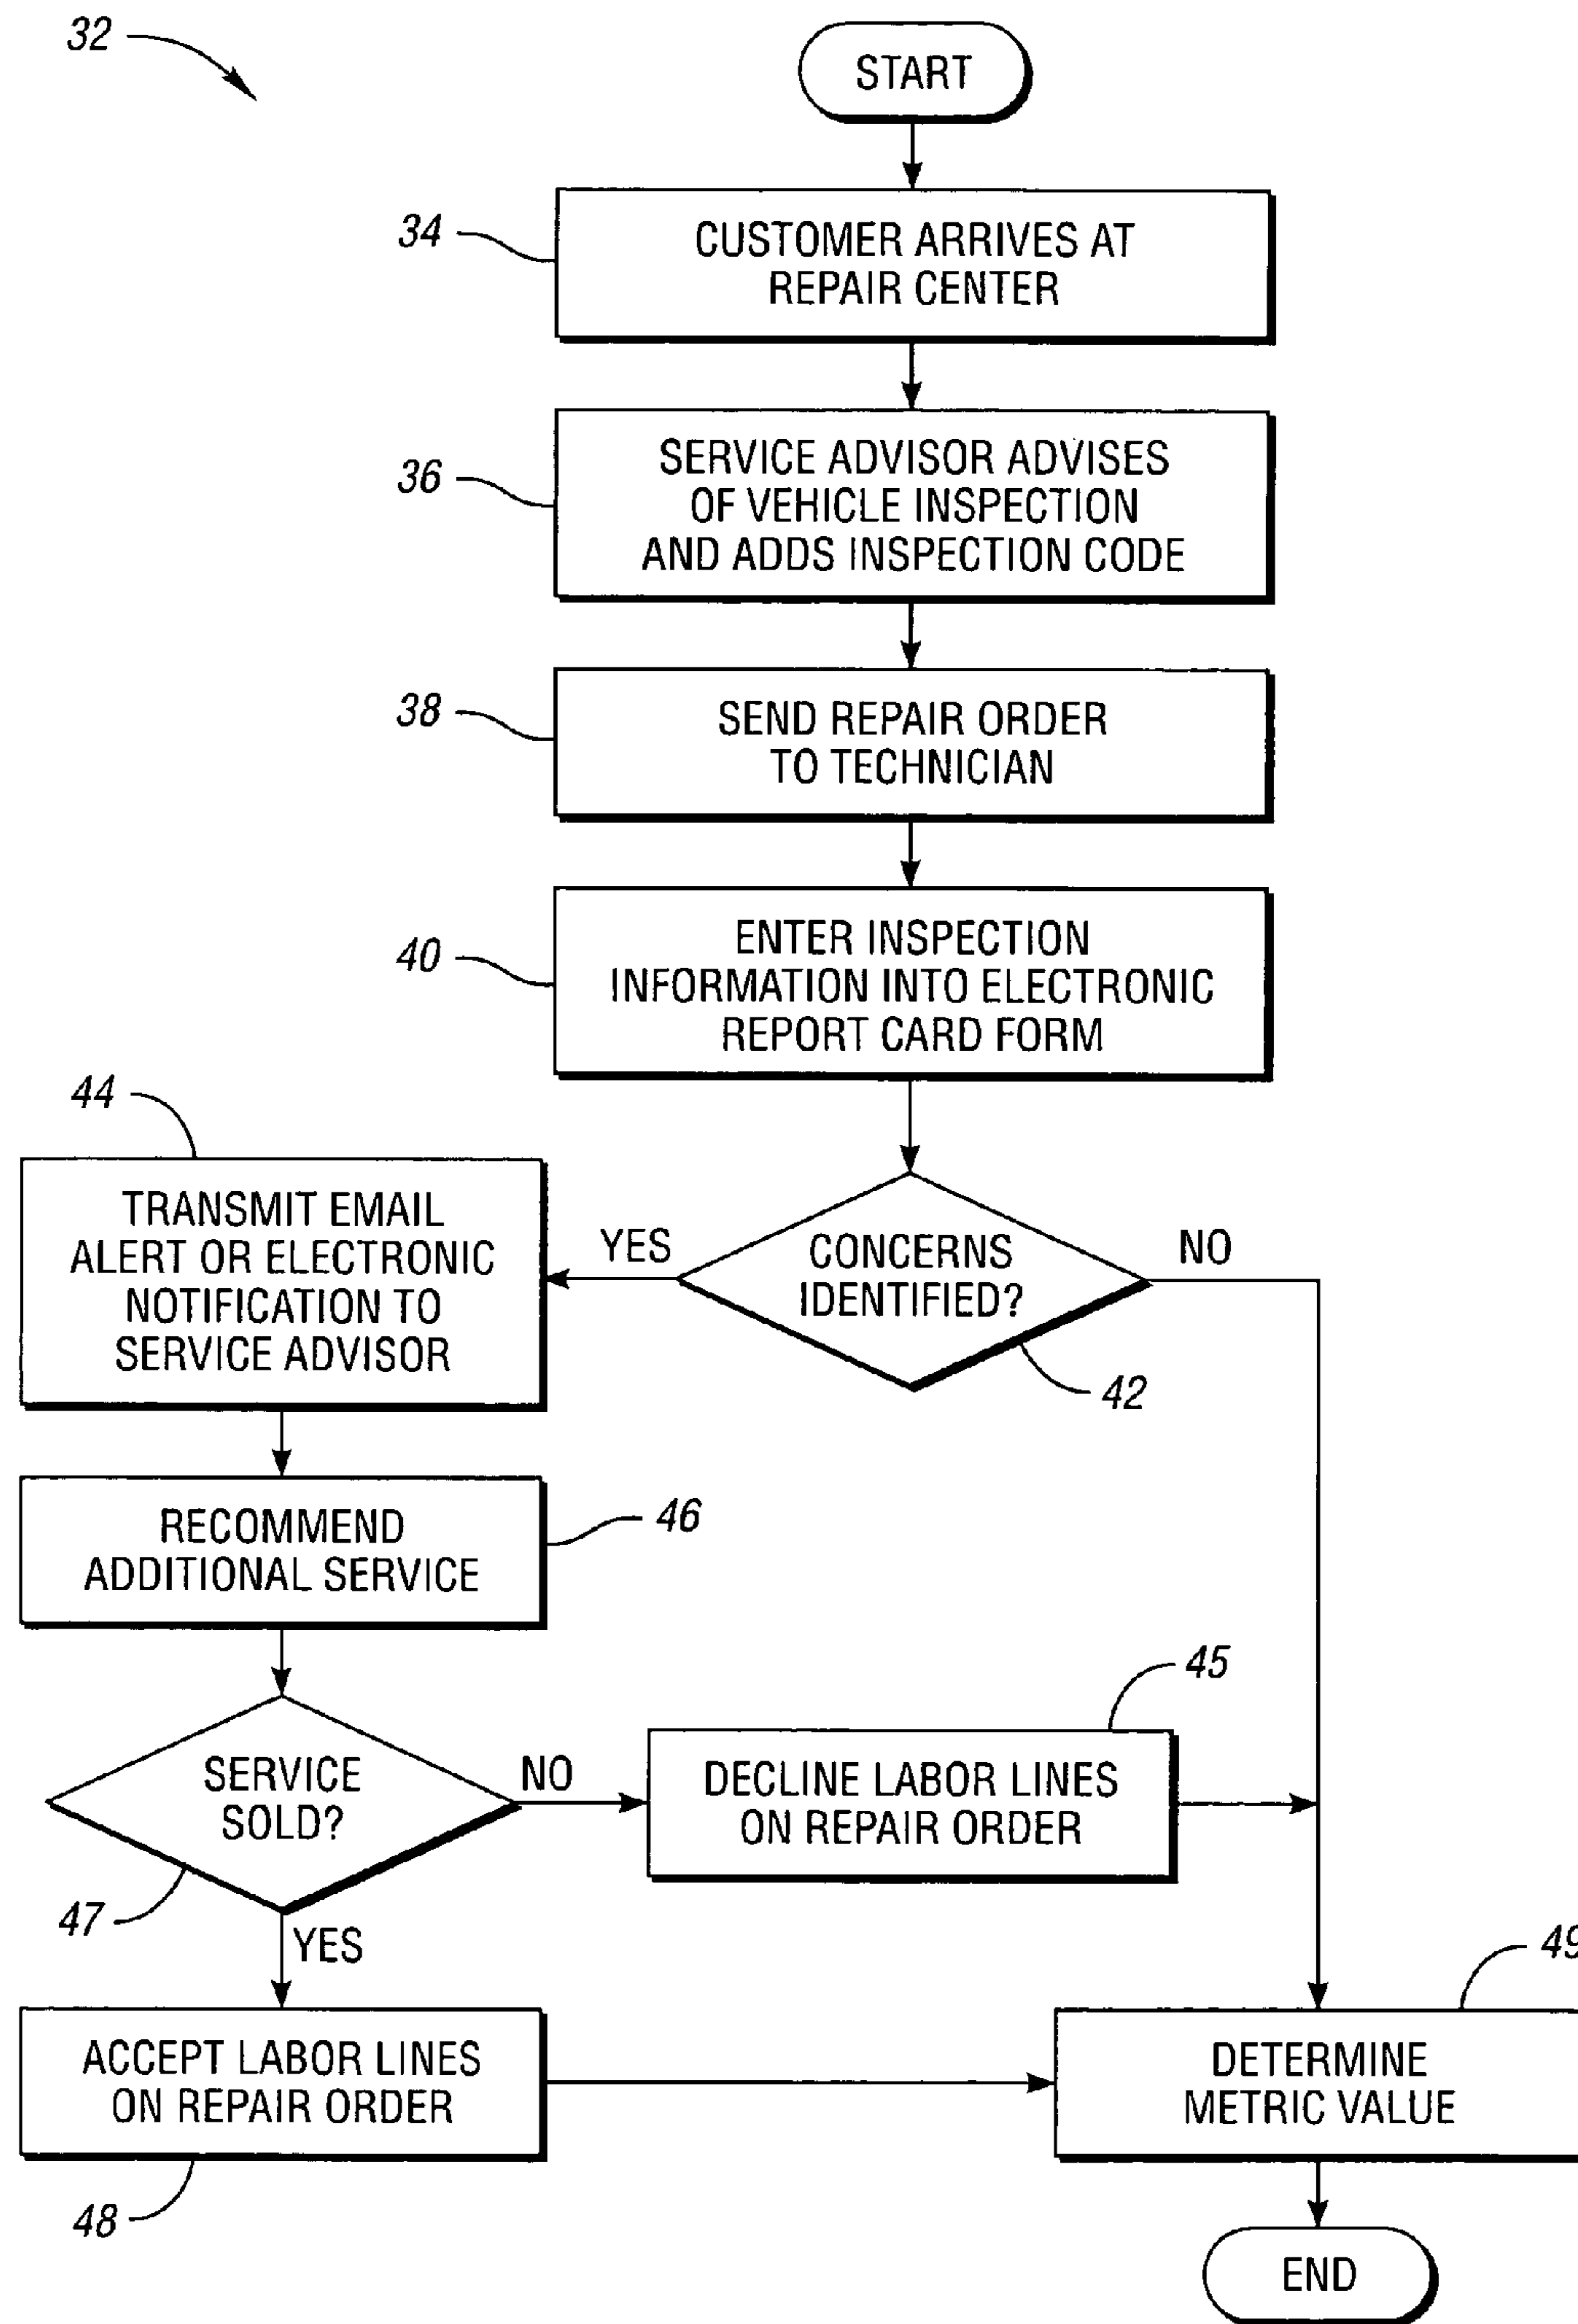 32
START
34
CUSTOMER ARRIVES AT
REPAIR CENTER
36
SERVICE ADVISOR ADVISES
OF VEHICLE INSPECTION
AND ADDS INSPECTION CODE
38
SEND REPAIR ORDER
TO TECHNICIAN
40
ENTER INSPECTION
INFORMATION INTO ELECTRONIC
REPORT CARD FORM
44
TRANSMIT EMAIL
ALERT OR ELECTRONIC
NOTIFICATION TO
SERVICE ADVISOR
YES
CONCERNS
IDENTIFIED?
NO
42
RECOMMEND
ADDITIONAL SERVICE
46
45
SERVICE
SOLD?
NO
DECLINE LABOR LINES
ON REPAIR ORDER
47
YES
49
ACCEPT LABOR LINES
ON REPAIR ORDER
DETERMINE
METRIC VALUE
48
END